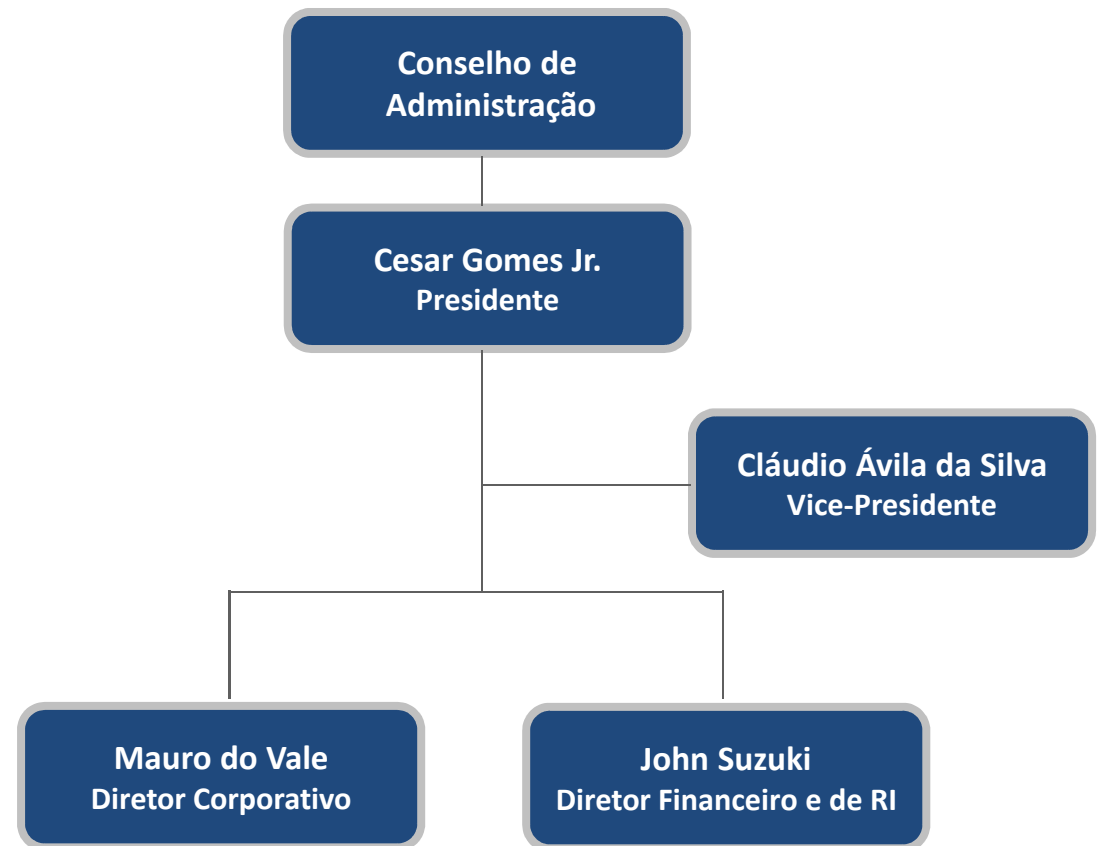 Conselho de
Administração
Cesar Gomes Jr.
Presidente
Cláudio Ávila da Silva
Vice-Presidente
Mauro do Vale
Diretor Corporativo
John Suzuki
Diretor Financeiro e de RI